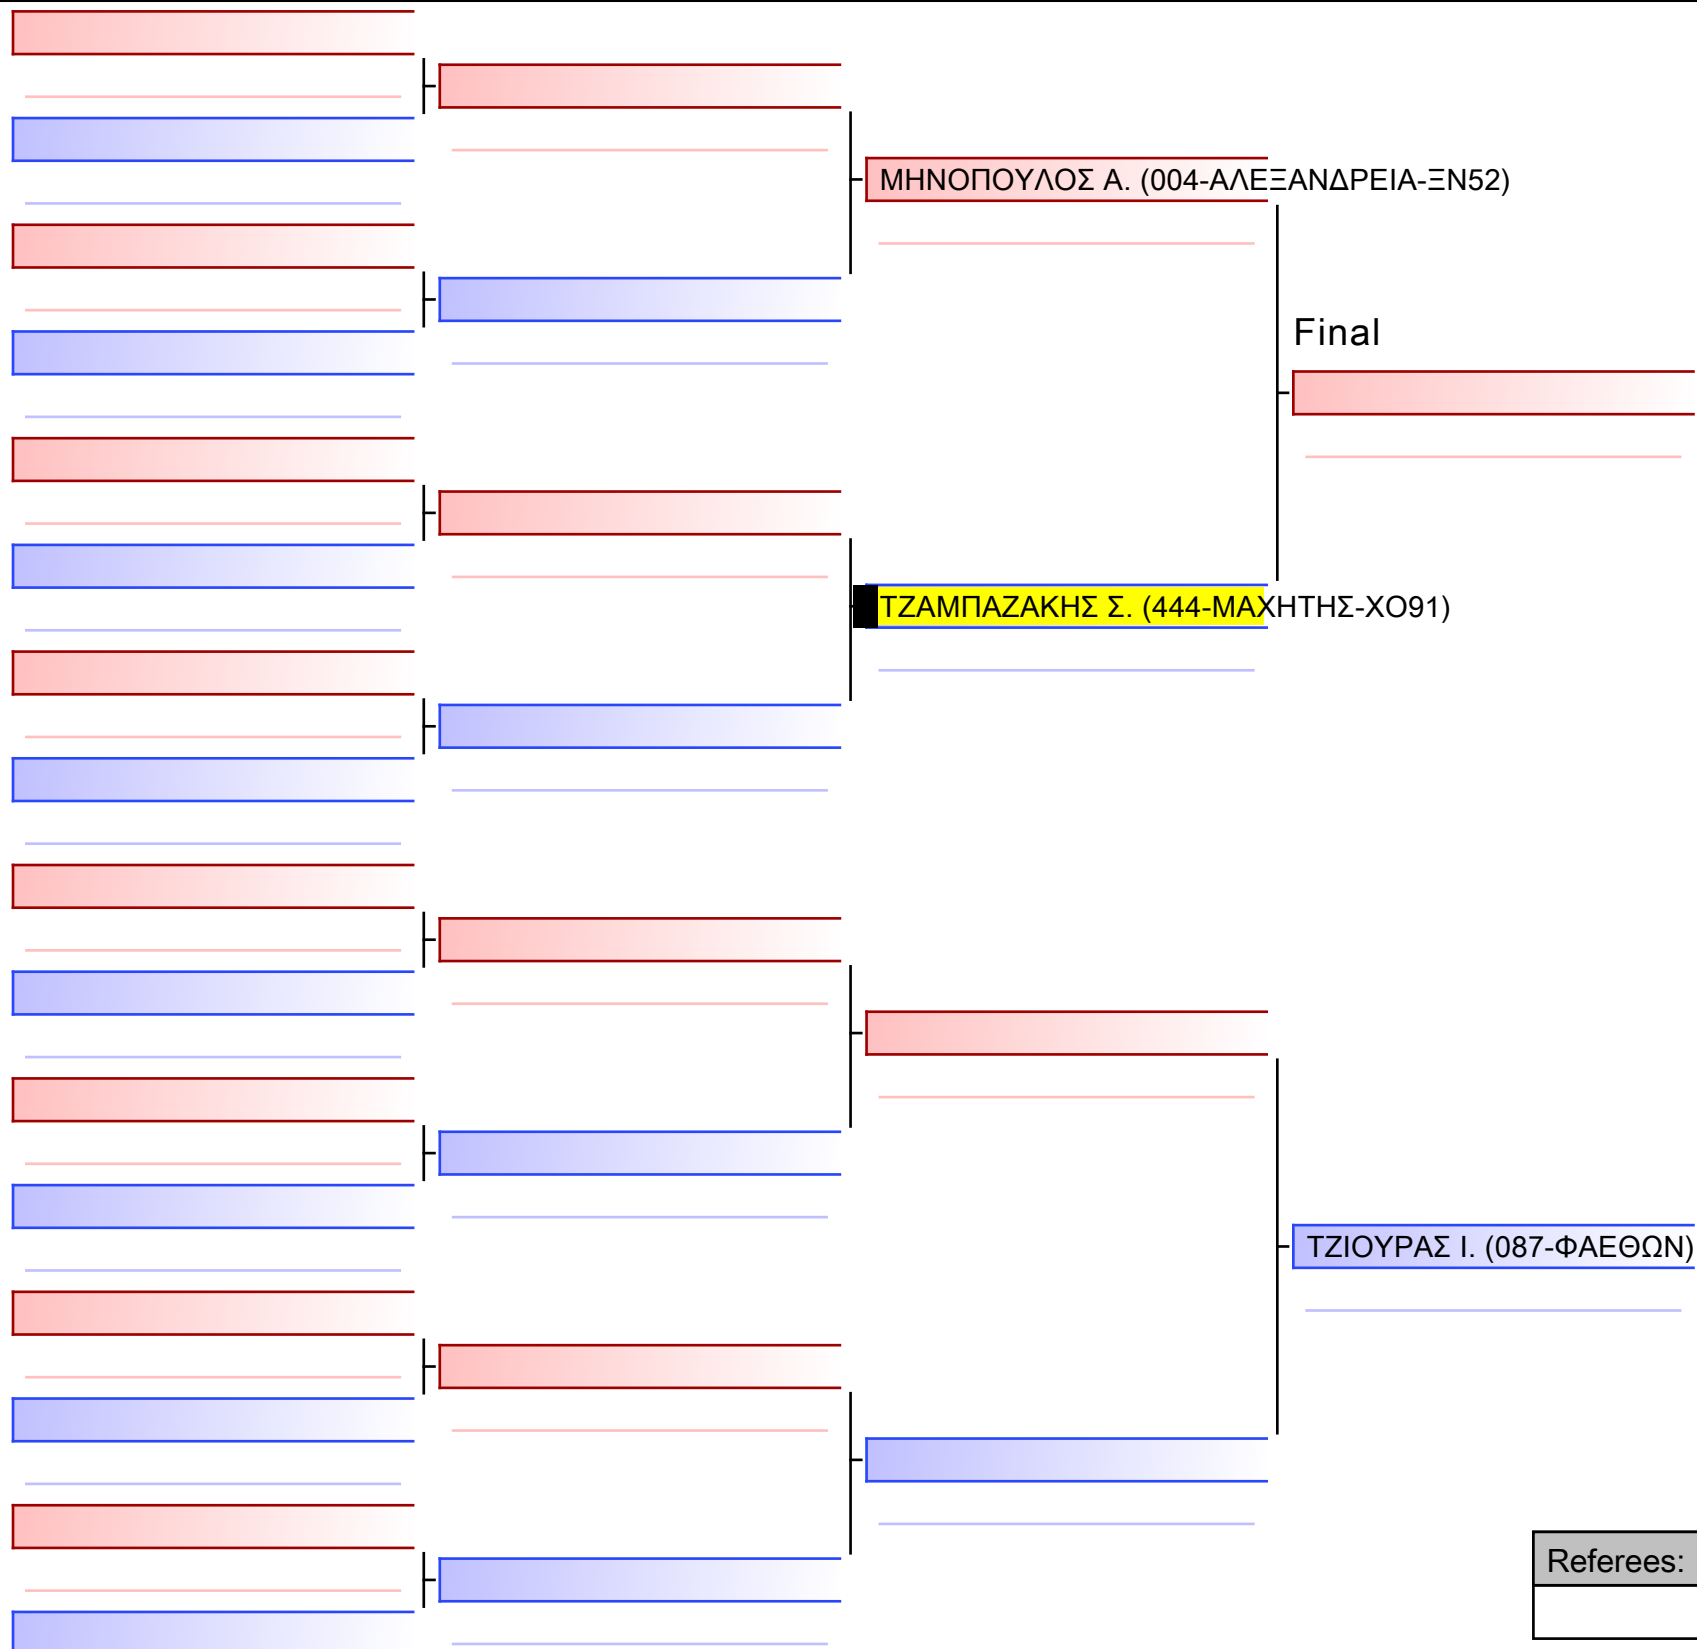 ΜΗΝΟΠΟΥΛΟΣ Α. (004-ΑΛΕΞΑΝΔΡΕΙΑ-ΞΝ52)
Final
ΤΖΑΜΠΑΖΑΚΗΣ Σ. (444-ΜΑΧΗΤΗΣ-ΧΟ91)
ΤΖΙΟΥΡΑΣ Ι. (087-ΦΑΕΘΩΝ)
Referees: